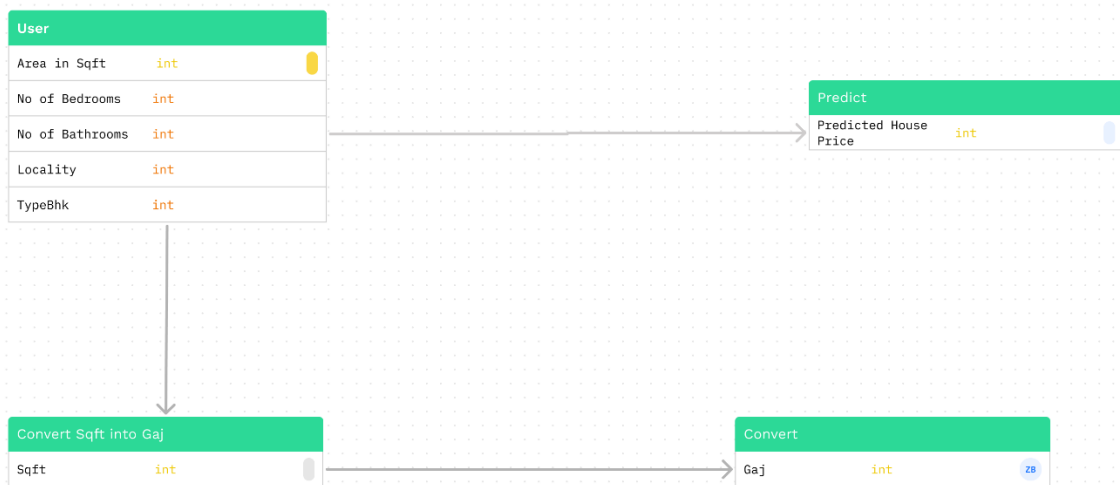 User
Area in Sqft int
No of Bedrooms int
No of Bathrooms int
Locality int
TypeBhk int
Predict
Predicted House
Price int
Convert Sqft into Gaj
Sqft int
Convert
Gaj int ZB